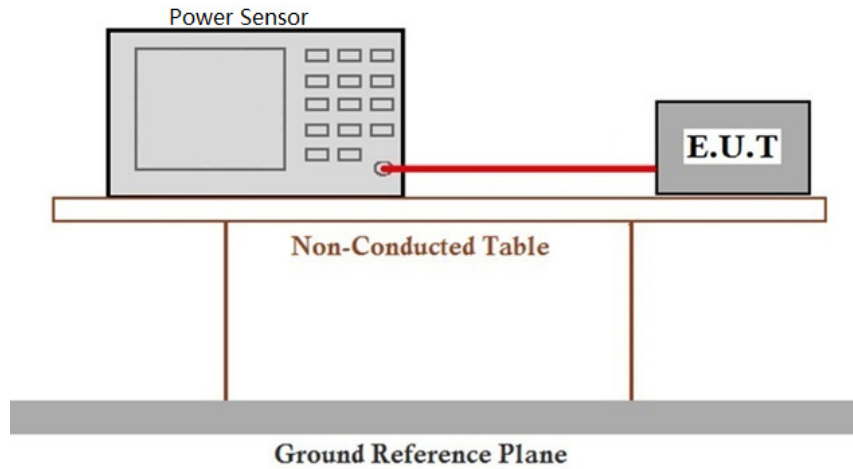 Power Sensor
E.U.T
Non-Conducted Table
Ground Reference Plane